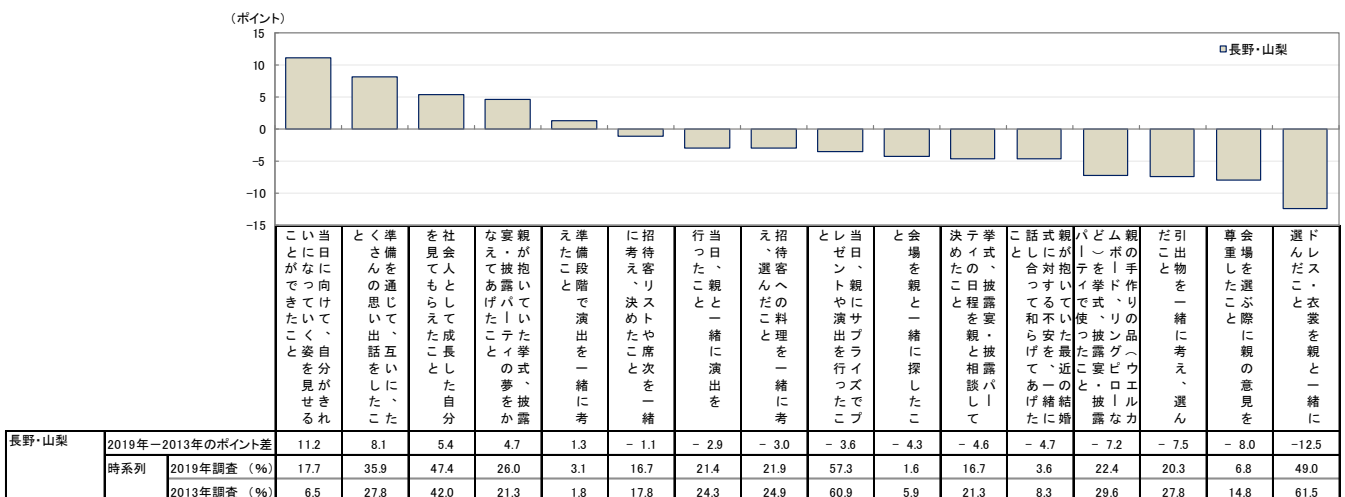 (ポイント)
15
10
5
0
-5
-10
-15
長野・山梨
当日に向けて、自分がきれ
いになっていく姿を見せる
ことができたこと
準備を通じて、互いに、た
くさんの思い出話をしたこ
と
社会人として成長した自分
を見てもらえたこと
親が抱いていた挙式、披露
宴・披露パーティの夢をか
なえてあげたこと
準備段階で演出を一緒に考
えたこと
招待客リストや席次を一緒
に考え、決めたこと
当日、親と一緒に演出を
行ったこと
招待客への料理を一緒に考
え、選んだこと
当日、親にサプライズでプ
レゼントや演出を行ったこ
と
会場を親と一緒に探したこ
と
挙式、披露宴・披露パー
ティの日程を親と相談して
決めたこと
親が抱いていた最近の結婚
式に対する不安を、一緒に
話し合って和らげてあげた
こと
親の手作りの品(ウエルカ
ムボード、リングピローな
ど)を挙式、披露宴・披露
パーティで使ったこと
引出物を一緒に考え、選ん
だこと
会場を選ぶ際に親の意見を
尊重したこと
ドレス・衣裳を親と一緒に
選んだこと
長野・山梨 2019年-2013年のポイント差 11.2 8.1 5.4 4.7 1.3 - 1.1 - 2.9 - 3.0 - 3.6 - 4.3 - 4.6 - 4.7 - 7.2 - 7.5 - 8.0 -12.5
時系列 2019年調査 (%) 17.7 35.9 47.4 26.0 3.1 16.7 21.4 21.9 57.3 1.6 16.7 3.6 22.4 20.3 6.8 49.0
2013年調査 (%) 6.5 27.8 42.0 21.3 1.8 17.8 24.3 24.9 60.9 5.9 21.3 8.3 29.6 27.8 14.8 61.5